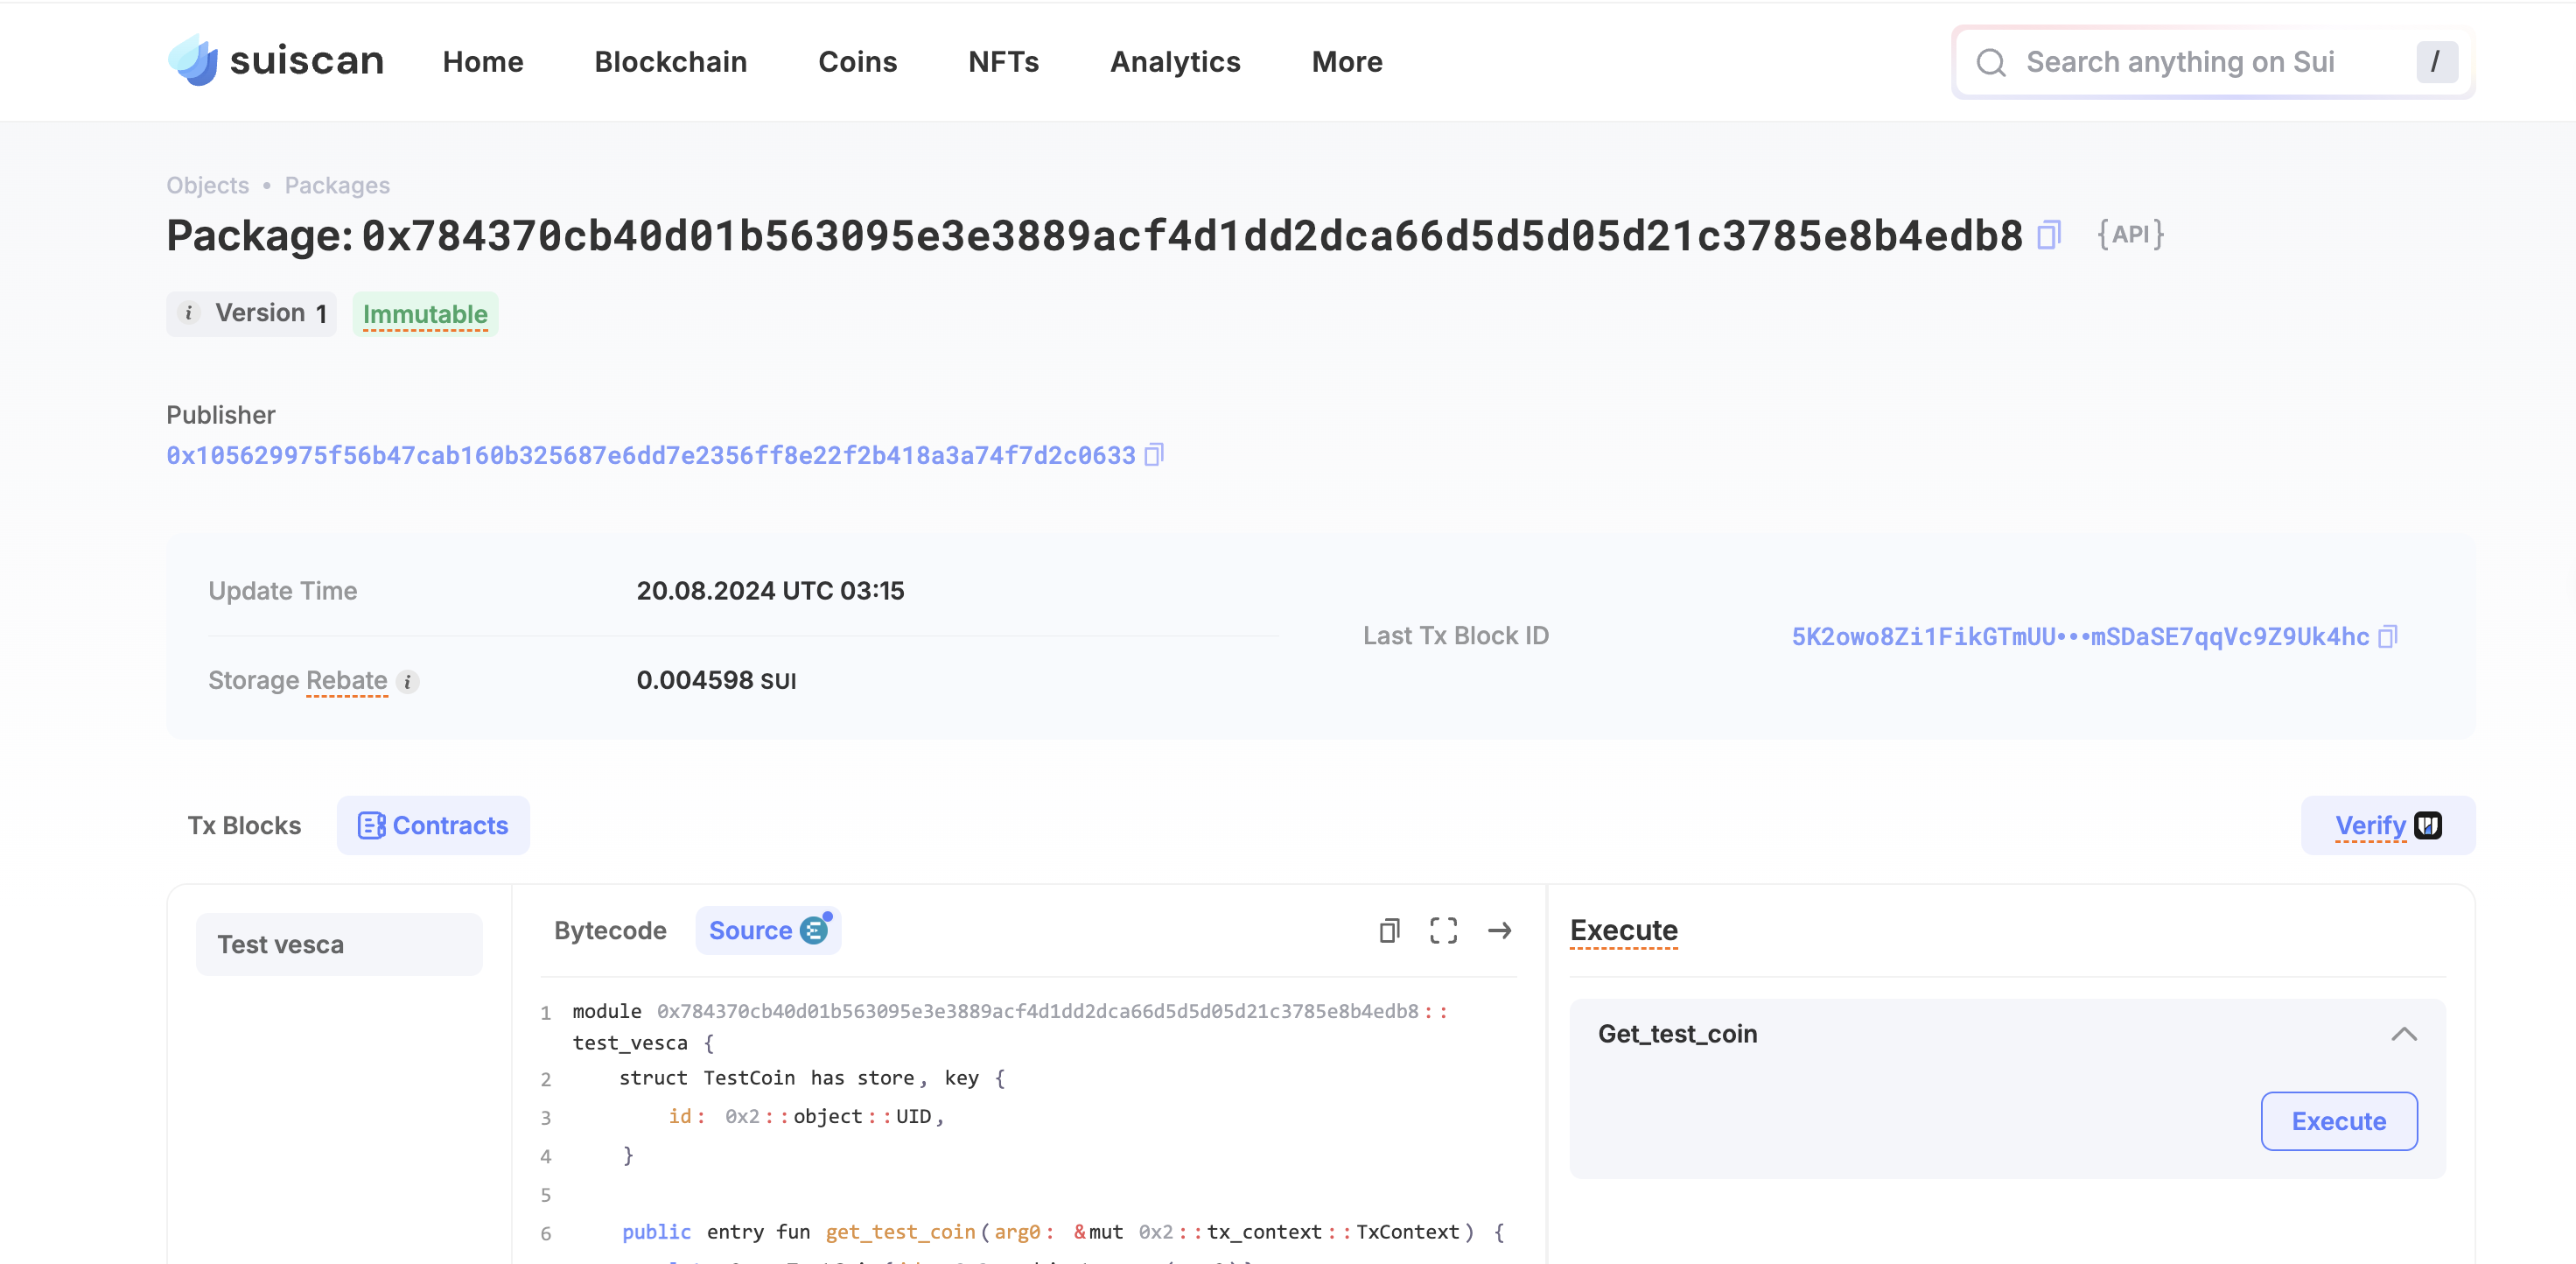 suiscan Home Blockchain Coins NFTs Analytics More Search anything on Sui /
Objects • Packages
Package: 0x784370cb40d01b563095e3e3889acf4d1dd2dca66d5d5d05d21c3785e8b4edb8 {API}
i Version 1 Immutable
Publisher
0x105629975f56b47cab160b325687e6dd7e2356ff8e22f2b418a3a74f7d2c0633
Update Time 20.08.2024 UTC 03:15
Last Tx Block ID 5K2owo8Zi1FikGTmUU•••mSDaSE7qqVc9Z9Uk4hc
Storage Rebate i 0.004598 SUI
Tx Blocks Contracts Verify
Test vesca
Bytecode Source
1 module 0x784370cb40d01b563095e3e3889acf4d1dd2dca66d5d5d05d21c3785e8b4edb8::
test_vesca {
2 struct TestCoin has store, key {
3 id: 0x2::object::UID,
4 }
5
6 public entry fun get_test_coin(arg0: &mut 0x2::tx_context::TxContext) {
Execute
Get_test_coin
Execute